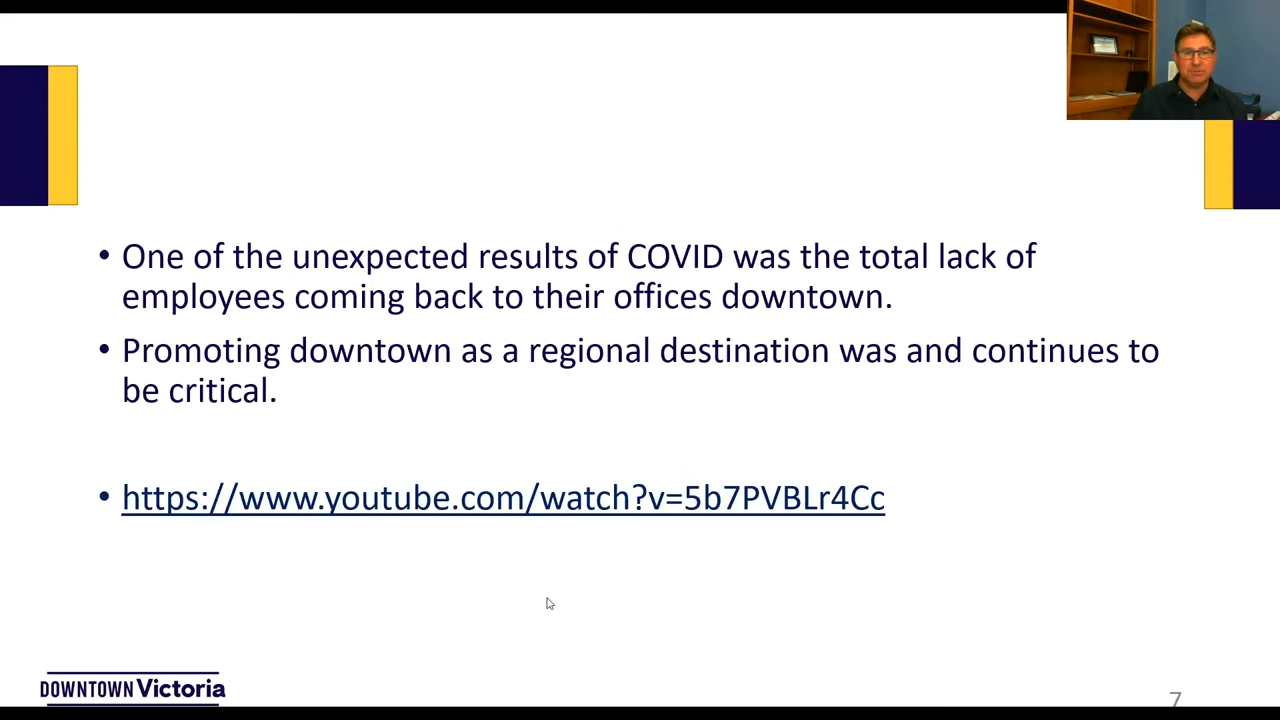 • One of the unexpected results of COVID was the total lack of
employees coming back to their offices downtown.
• Promoting downtown as a regional destination was and continues to
be critical.
• https://www.youtube.com/watch?v=5b7PVBLr4Cc
DOWNTOWN Victoria
7